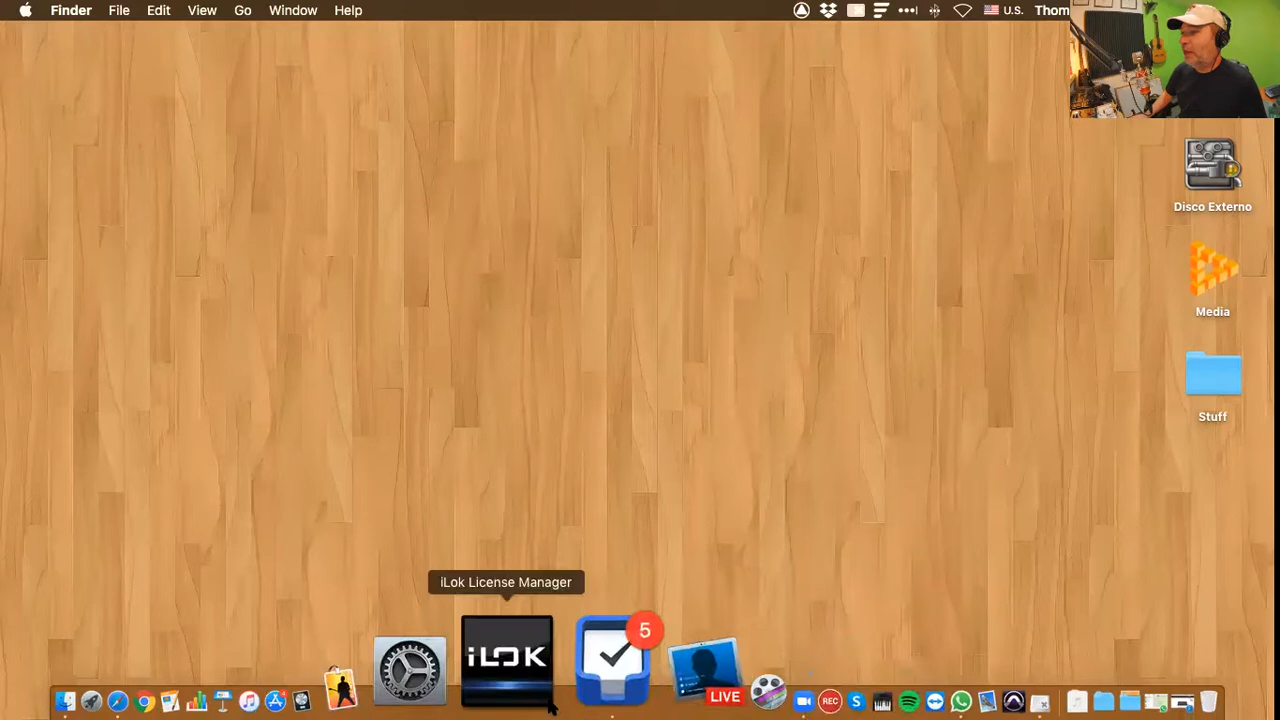 Finder File Edit View Go Window Help U.S. Thom
Disco Externo
Media
Stuff
iLok License Manager
iLOK
5
LIVE
REC